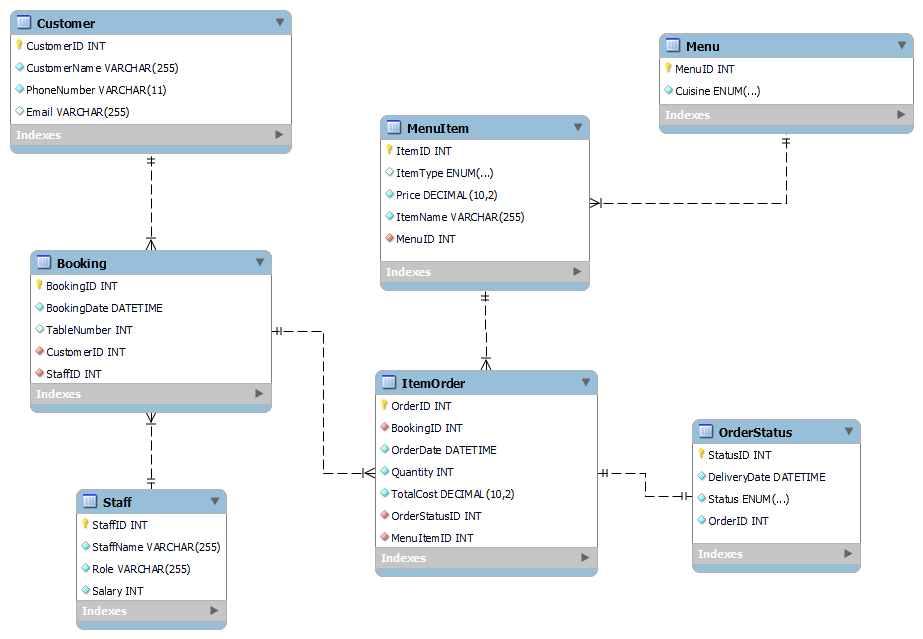 Customer
CustomerID INT
CustomerName VARCHAR(255)
PhoneNumber VARCHAR(11)
Email VARCHAR(255)
Indexes
Menu
MenuID INT
Cuisine ENUM(...)
Indexes
MenuItem
ItemID INT
ItemType ENUM(...)
Price DECIMAL(10,2)
ItemName VARCHAR(255)
MenuID INT
Indexes
Booking
BookingID INT
BookingDate DATETIME
TableNumber INT
CustomerID INT
StaffID INT
Indexes
ItemOrder
OrderID INT
BookingID INT
OrderDate DATETIME
Quantity INT
TotalCost DECIMAL(10,2)
OrderStatusID INT
MenuItemID INT
Indexes
OrderStatus
StatusID INT
DeliveryDate DATETIME
Status ENUM(...)
OrderID INT
Indexes
Staff
StaffID INT
StaffName VARCHAR(255)
Role VARCHAR(255)
Salary INT
Indexes